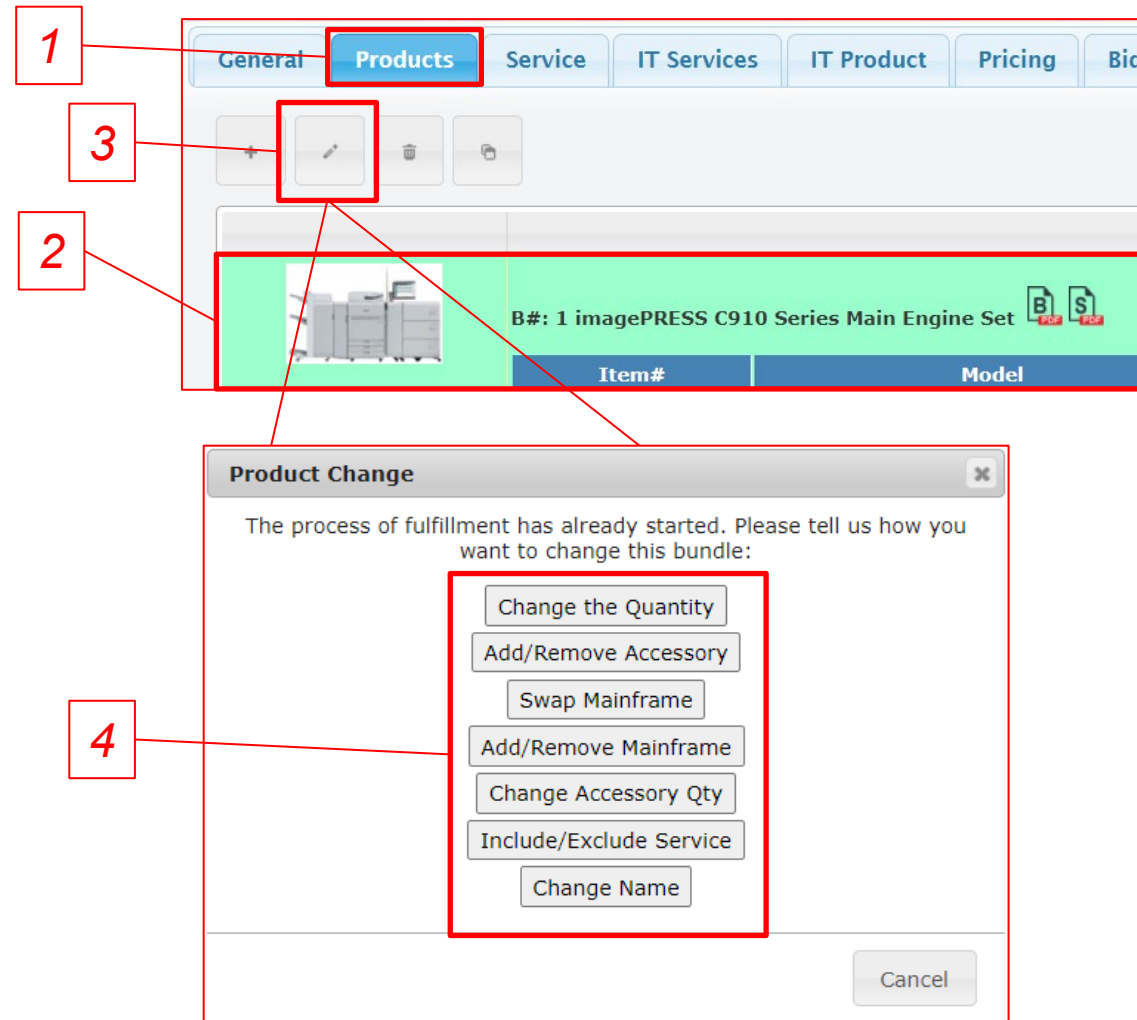 1
General Products Service IT Services IT Product Pricing
3
2
B#: 1 imagePRESS C910 Series Main Engine Set B PDF S PDF
Item# Model
Product Change
The process of fulfillment has already started. Please tell us how you
want to change this bundle:
Change the Quantity
Add/Remove Accessory
Swap Mainframe
4
Add/Remove Mainframe
Change Accessory Qty
Include/Exclude Service
Change Name
Cancel